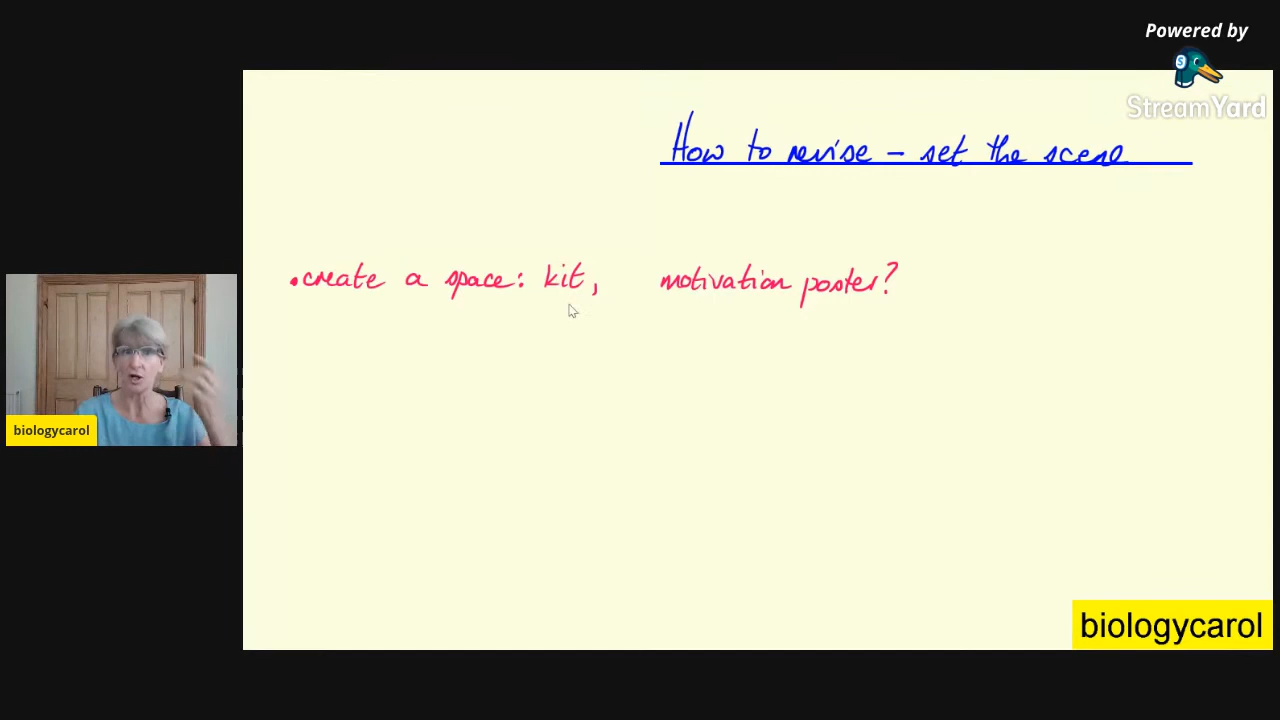 Powered by
StreamYard
How to revise – set the scene
•create a space: kit, motivation poster?
biologycarol
biologycarol